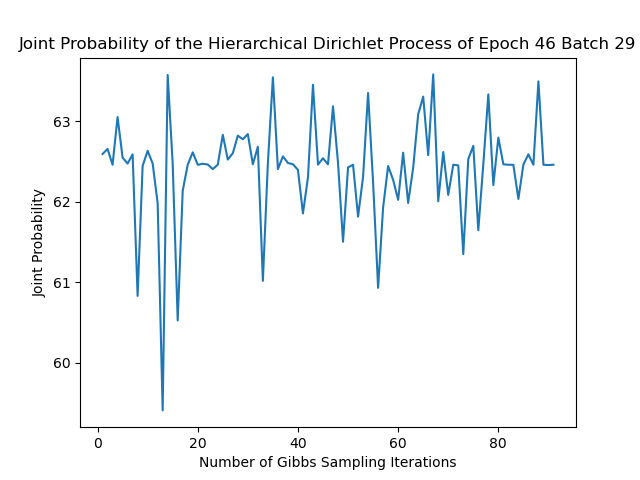 Joint Probability of the Hierarchical Dirichlet Process of Epoch 46 Batch 29
Joint Probability
63
62
61
60
0 20 40 60 80
Number of Gibbs Sampling Iterations